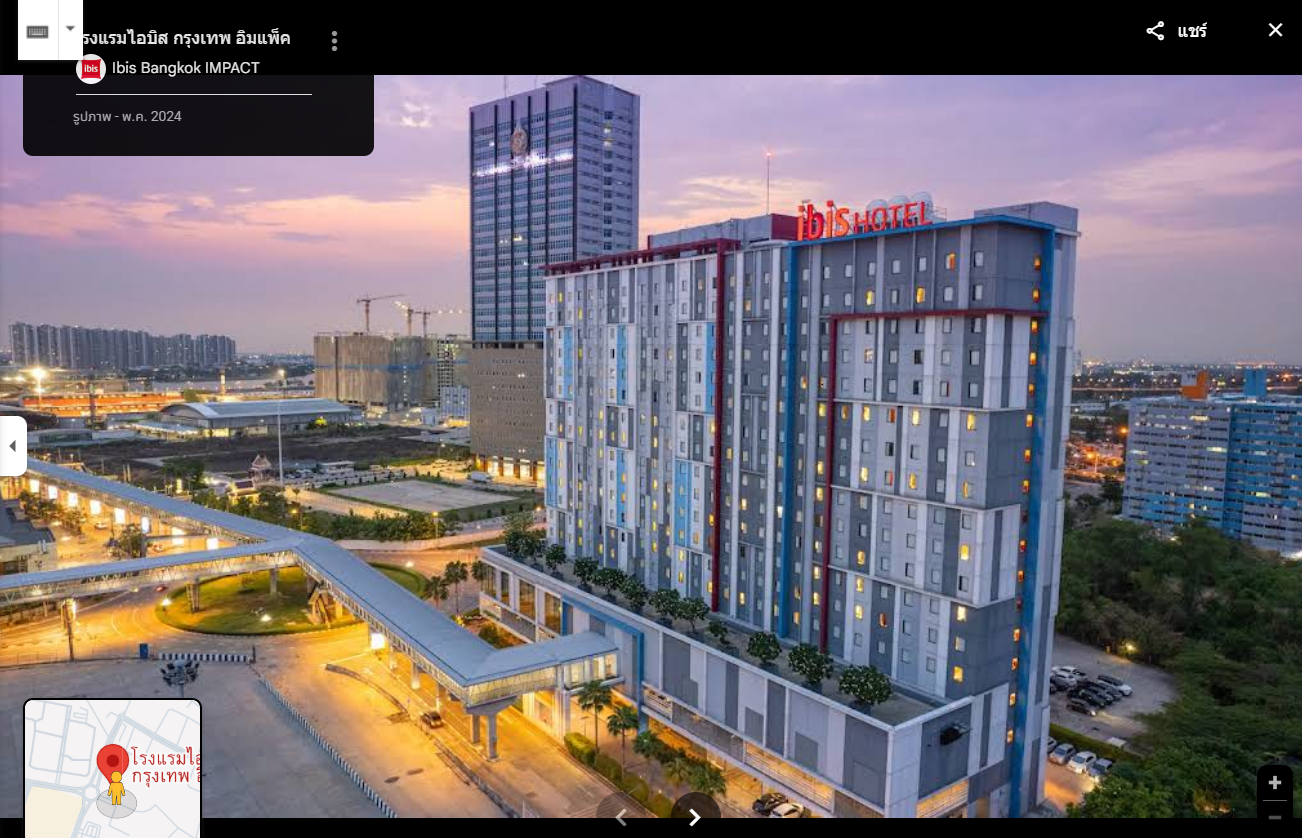 รงแรมไอบิส กรุงเทพ อิมแพ็ค
แชร์
ibis
Ibis Bangkok IMPACT
รูปภาพ - พ.ค. 2024
ibis HOTEL
โรงแรมไ
กรุงเทพ